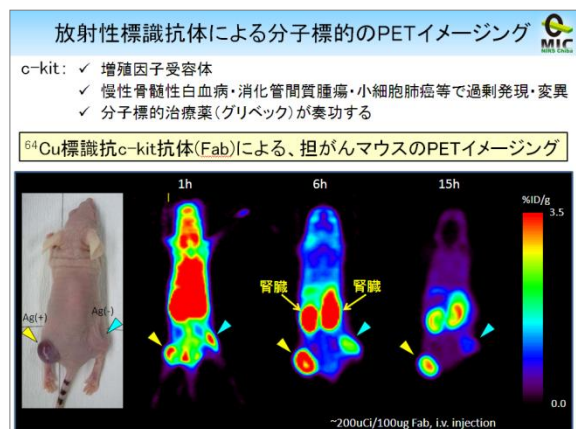 放射性標識抗体による分子標的のPETイメージング
MIC
NIRS Chiba
c-kit: ✓ 増殖因子受容体
✓ 慢性骨髄性白血病・消化管間質腫瘍・小細胞肺癌等で過剰発現・変異
✓ 分子標的治療薬(グリベック)が奏功する
⁶⁴Cu標識抗c-kit抗体(Fab)による、担がんマウスのPETイメージング
1h
6h
15h
%ID/g
3.5
腎臓
腎臓
Ag(+)
Ag(-)
0.0
~200uCi/100ug Fab, i.v. injection